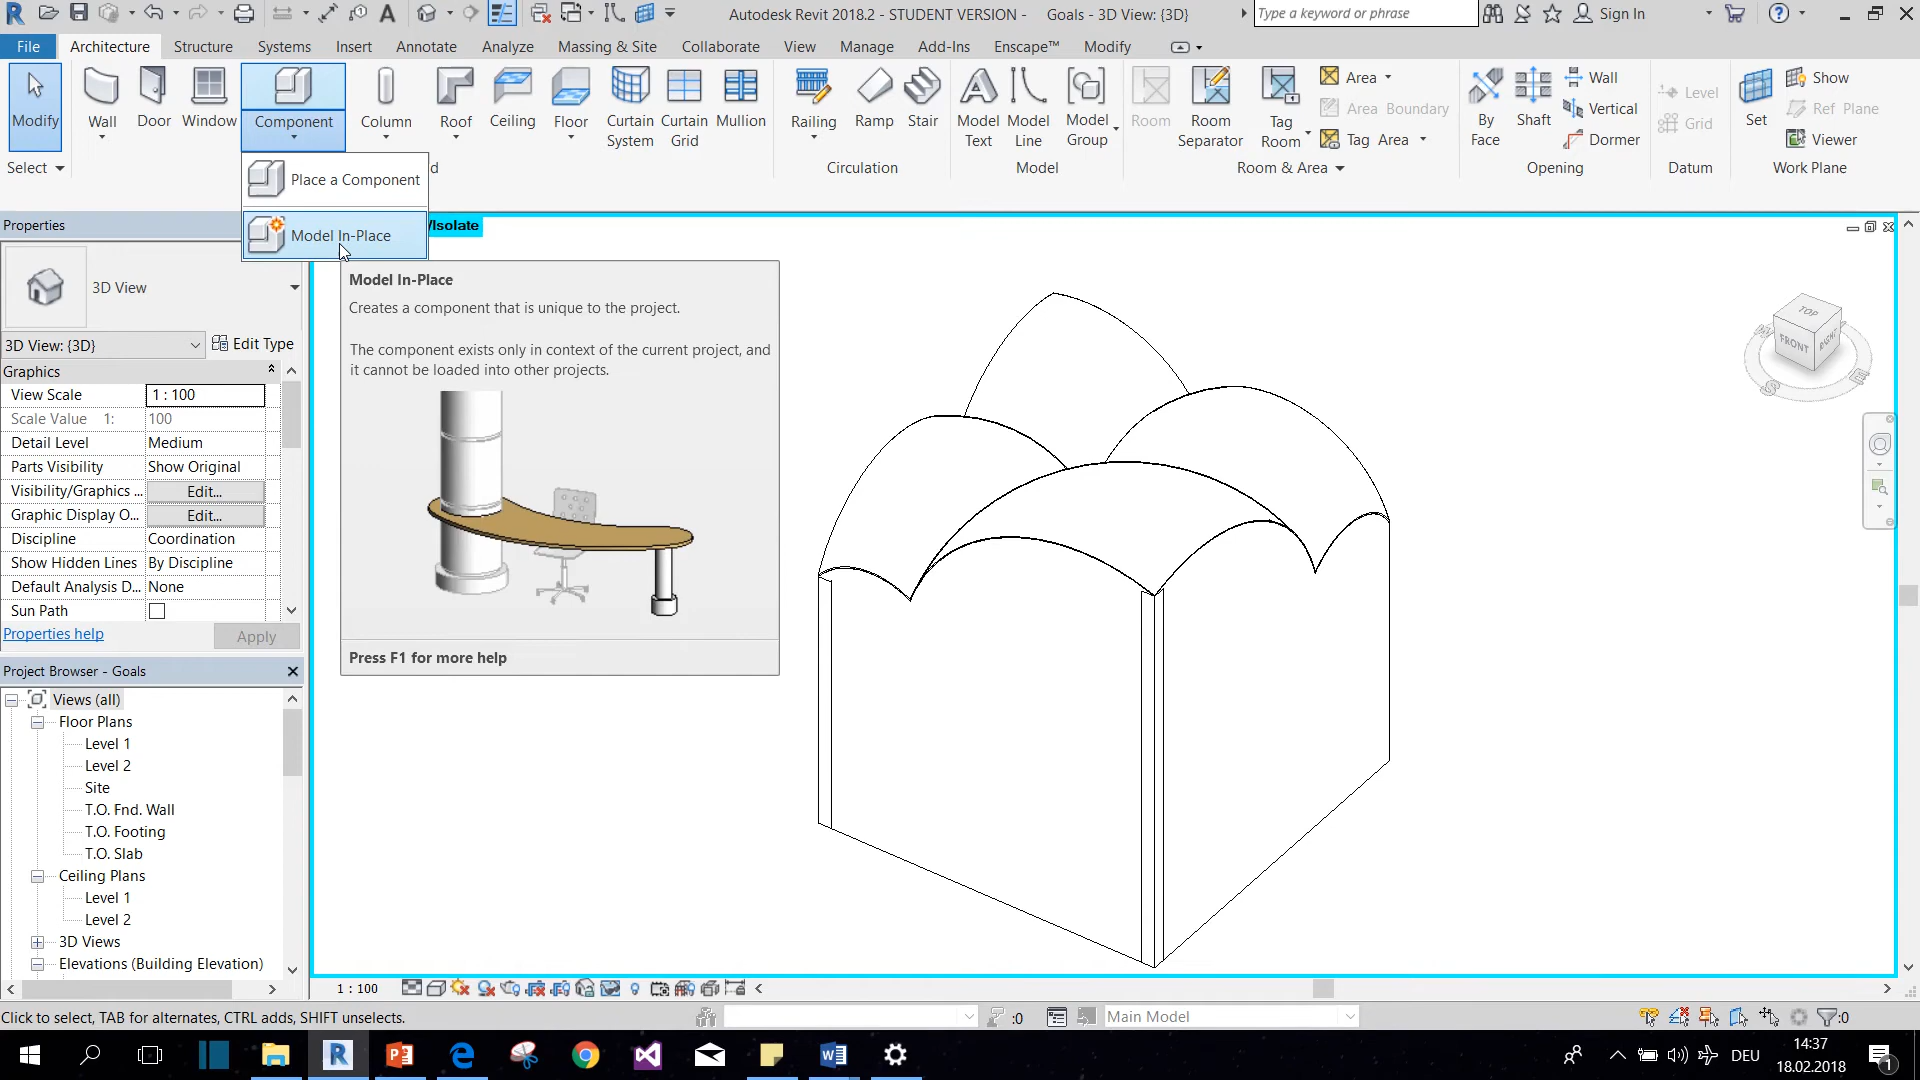 Autodesk Revit 2018.2 - STUDENT VERSION - Goals - 3D View: {3D}
Type a keyword or phrase
Sign In
File Architecture Structure Systems Insert Annotate Analyze Massing & Site Collaborate View Manage Add-Ins Enscape™ Modify
Modify
Wall
Door
Window
Component
Column
Roof
Ceiling
Floor
Curtain System
Curtain Grid
Mullion
Railing
Ramp
Stair
Model Text
Model Line
Model Group
Room
Room Separator
Tag Room
Area
Area Boundary
Tag Area
By Face
Shaft
Wall
Vertical
Dormer
Level
Grid
Set
Show
Ref Plane
Viewer
Select
d
Circulation
Model
Room & Area
Opening
Datum
Work Plane
Place a Component
Model In-Place
/Isolate
Model In-Place
Creates a component that is unique to the project.
The component exists only in context of the current project, and
it cannot be loaded into other projects.
Press F1 for more help
Properties
3D View
3D View: {3D}
Edit Type
Graphics
View Scale 1 : 100
Scale Value 1: 100
Detail Level Medium
Parts Visibility Show Original
Visibility/Graphics ... Edit...
Graphic Display O... Edit...
Discipline Coordination
Show Hidden Lines By Discipline
Default Analysis D... None
Sun Path
Properties help Apply
Project Browser - Goals
Views (all)
Floor Plans
Level 1
Level 2
Site
T.O. Fnd. Wall
T.O. Footing
T.O. Slab
Ceiling Plans
Level 1
Level 2
3D Views
Elevations (Building Elevation)
TOP
FRONT
RIGHT
S
E
1 : 100
Click to select, TAB for alternates, CTRL adds, SHIFT unselects.
:0
Main Model
:0
DEU
14:37
18.02.2018
1